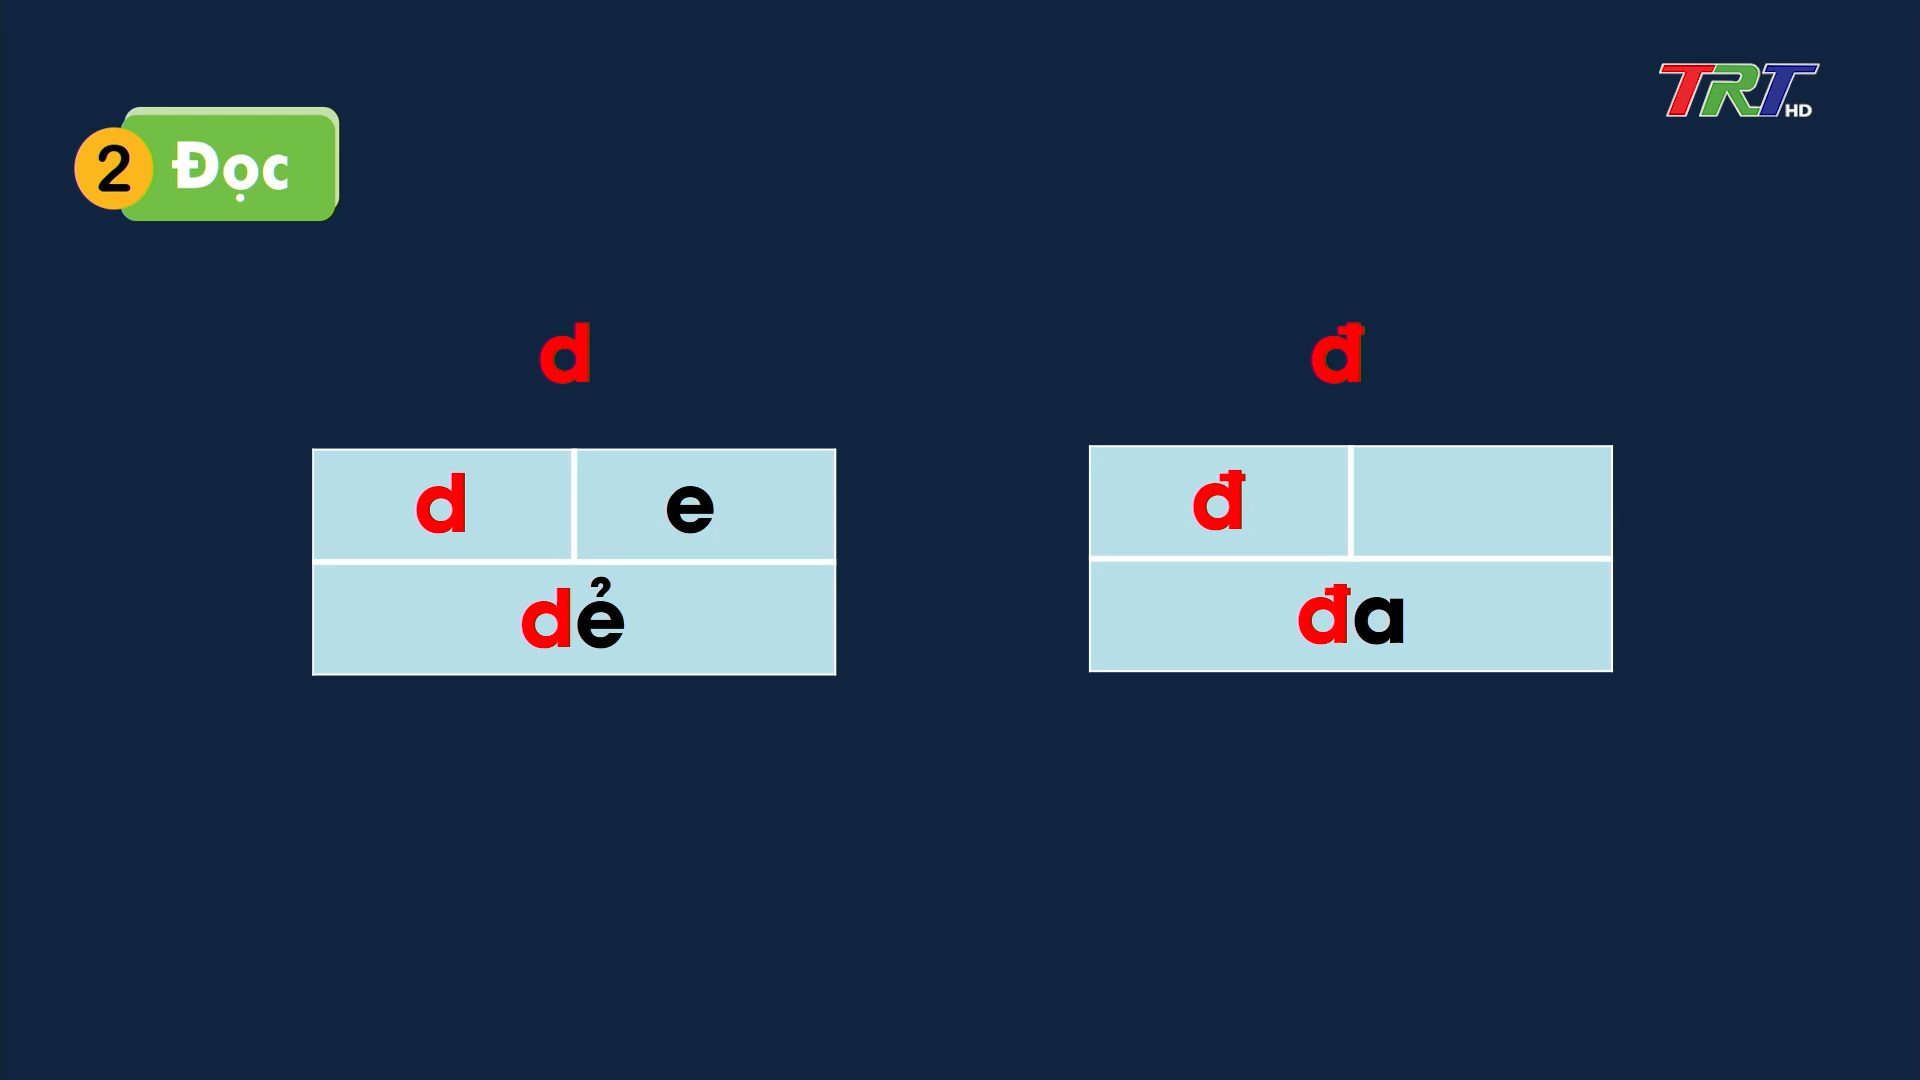 TRT HD
2 Đọc
d đ
d e đ
dẻ đa